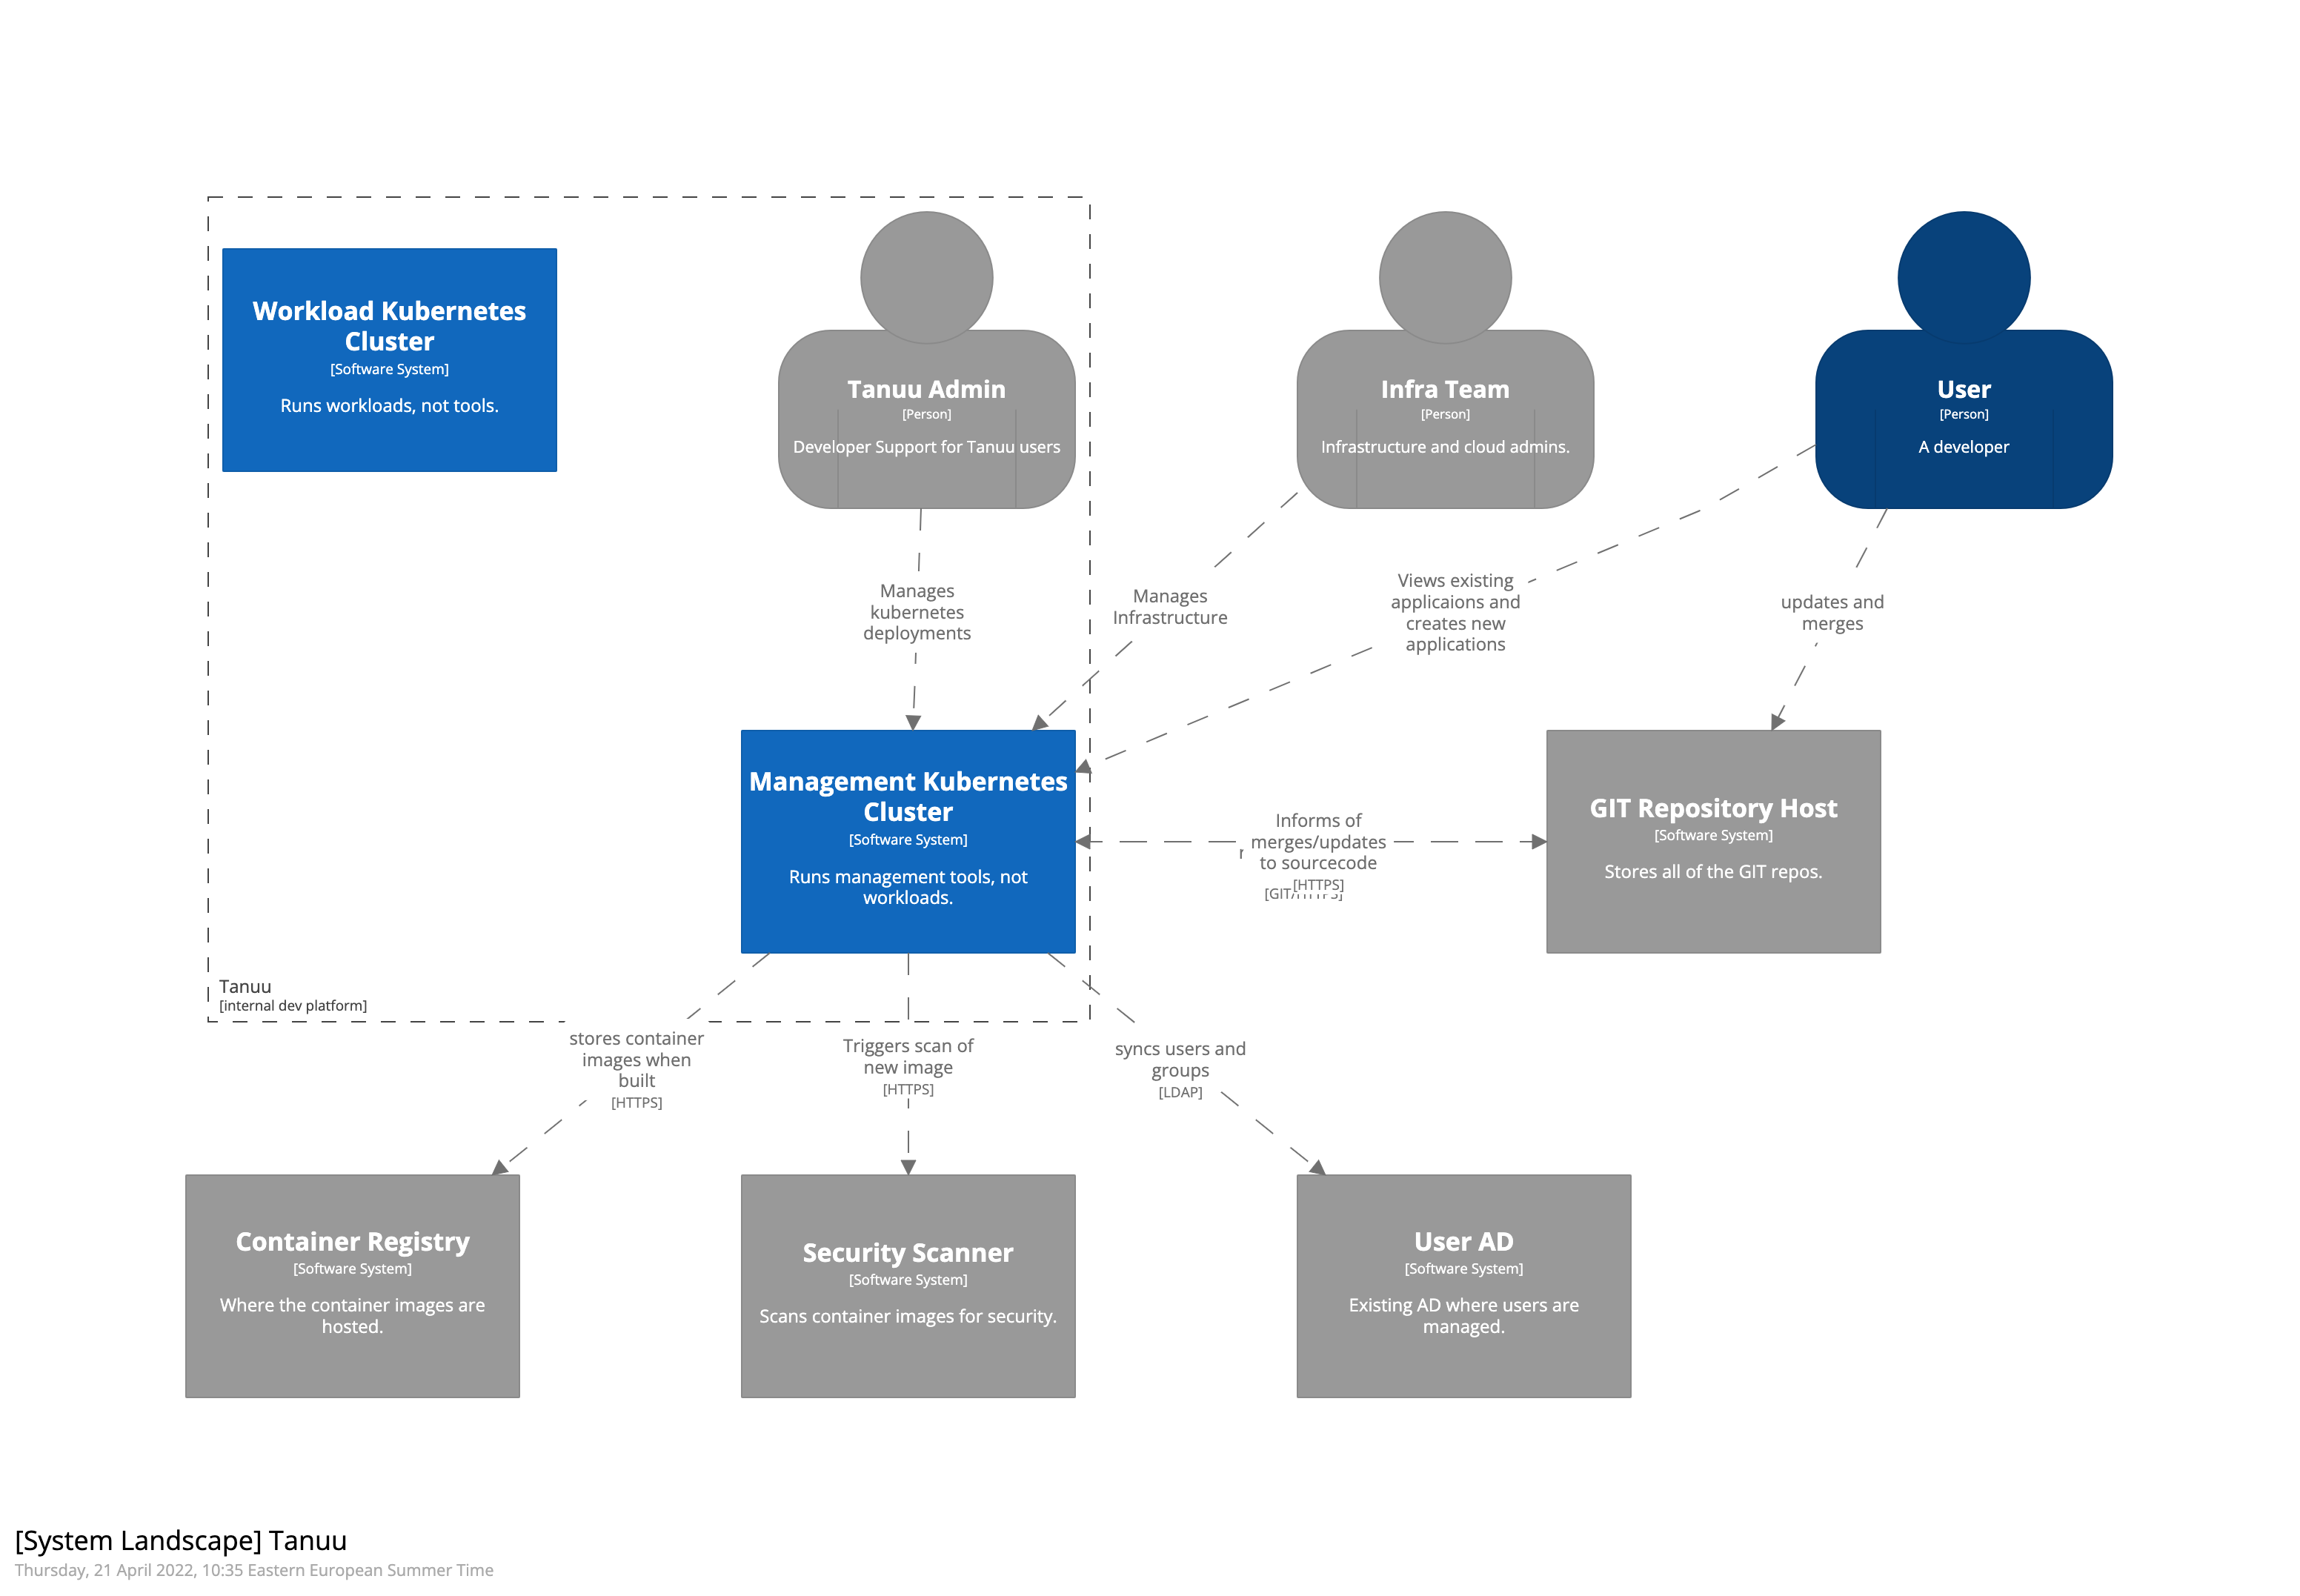 Workload Kubernetes
Cluster
[Software System]
Runs workloads, not tools.
Tanuu Admin
[Person]
Developer Support for Tanuu users
Infra Team
[Person]
Infrastructure and cloud admins.
User
[Person]
A developer
Manages
kubernetes
deployments
Manages
Infrastructure
Views existing
applicaions and
creates new
applications
updates and
merges
Management Kubernetes
Cluster
[Software System]
Runs management tools, not
workloads.
Informs of
merges/updates
to sourcecode
[HTTPS]
[GIT/HTTPS]
GIT Repository Host
[Software System]
Stores all of the GIT repos.
Tanuu
[internal dev platform]
stores container
images when
built
[HTTPS]
Triggers scan of
new image
[HTTPS]
syncs users and
groups
[LDAP]
Container Registry
[Software System]
Where the container images are
hosted.
Security Scanner
[Software System]
Scans container images for security.
User AD
[Software System]
Existing AD where users are
managed.
[System Landscape] Tanuu
Thursday, 21 April 2022, 10:35 Eastern European Summer Time